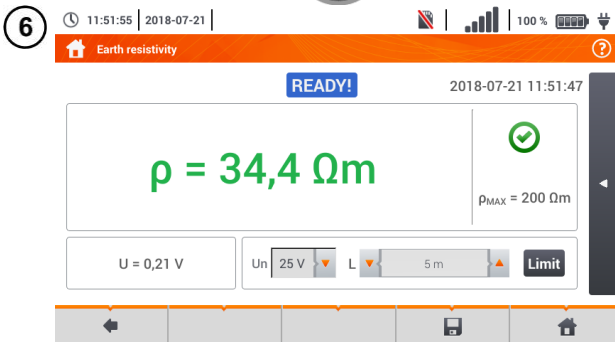 6
11:51:55 2018-07-21 100 %
Earth resistivity ?
READY! 2018-07-21 11:51:47
ρ = 34,4 Ωm
ρMAX = 200 Ωm
U = 0,21 V
Un 25 V L 5 m Limit